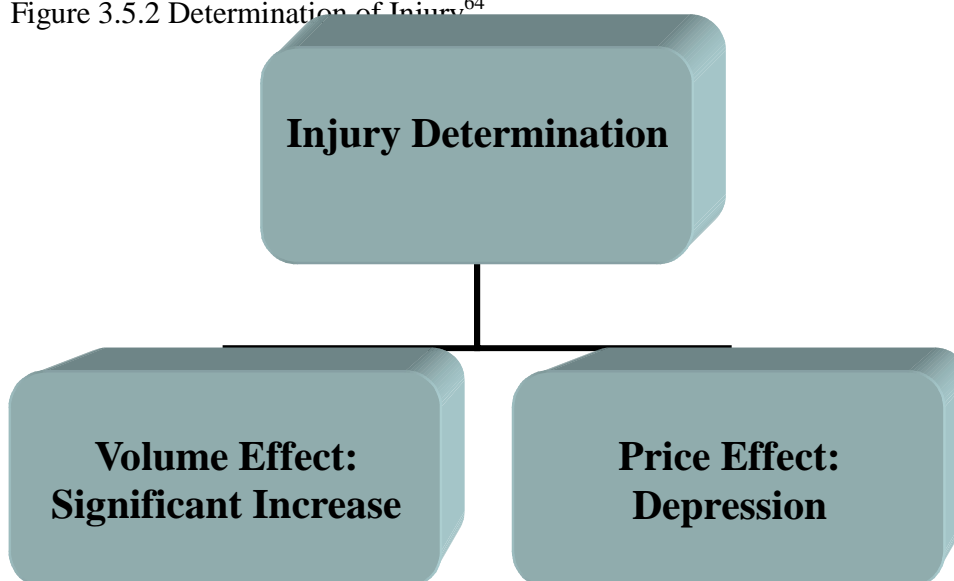 Figure 3.5.2 Determination of Injury64
Injury Determination
Volume Effect:
Significant Increase
Price Effect:
Depression